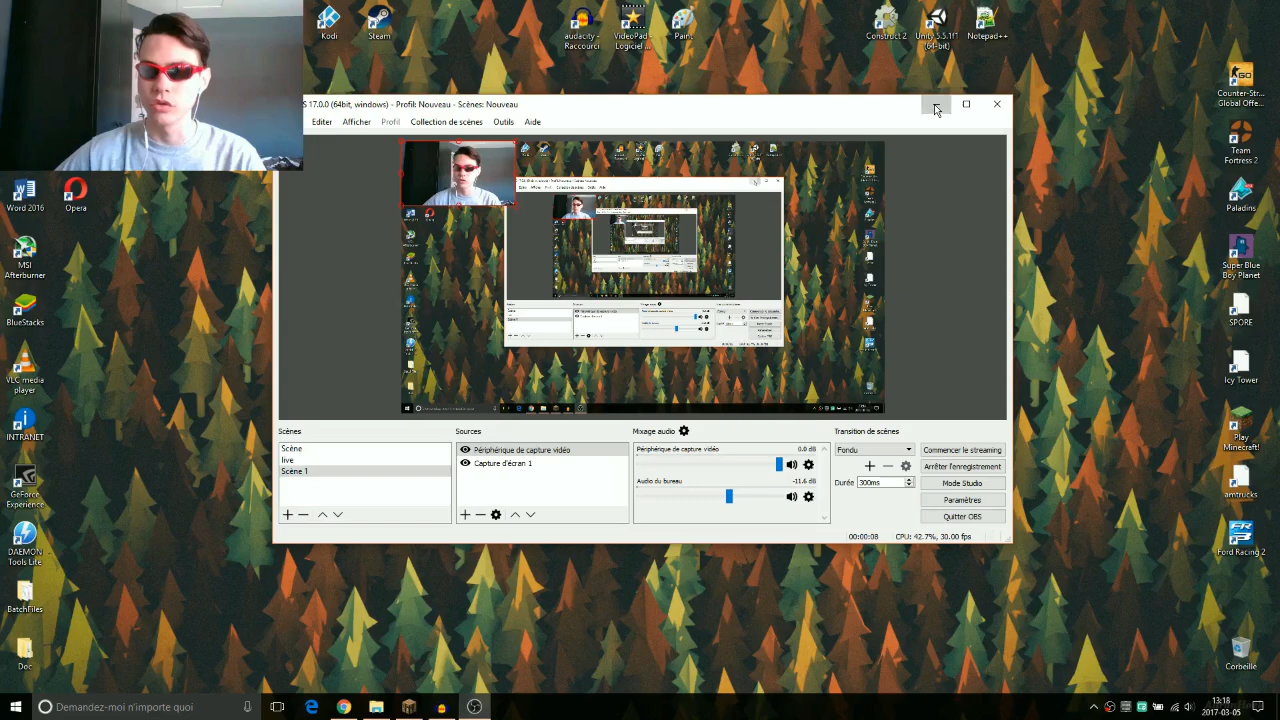 Kodi
Steam
audacity -
Raccourci
VideoPad -
Logiciel ...
Paint
Construct 2
Unity 5.5.1f1
(64-bit)
Notepad++
S 17.0.0 (64bit, windows) - Profil: Nouveau - Scènes: Nouveau
Editer
Afficher
Profil
Collection de scènes
Outils
Aide
Word 2016
Opera
MSI
Afterburner
BlueStacks
VLC media
player
INTRANET
GeForce
Experience
DAEMON
Tools Lite
BatchFiles
Doc
Counter-Str...
Global Offe...
Team
Fortress 2
Paladins
Super Blue
Boy Planet
SPORE
Icy Tower
Play
Minecraft!
amtrucks
Ford Racing 2
Corbeille
Scènes
Scène
live
Scène 1
Sources
Périphérique de capture vidéo
Capture d'écran 1
Mixage audio
Périphérique de capture vidéo
0.0 dB
Audio du bureau
-11.6 dB
Transition de scènes
Fondu
Durée
300ms
Commencer le streaming
Arrêter l'enregistrement
Mode Studio
Paramètres
Quitter OBS
00:00:08
CPU: 42.7%, 30.00 fps
Demandez-moi n'importe quoi
13:18
2017-03-05